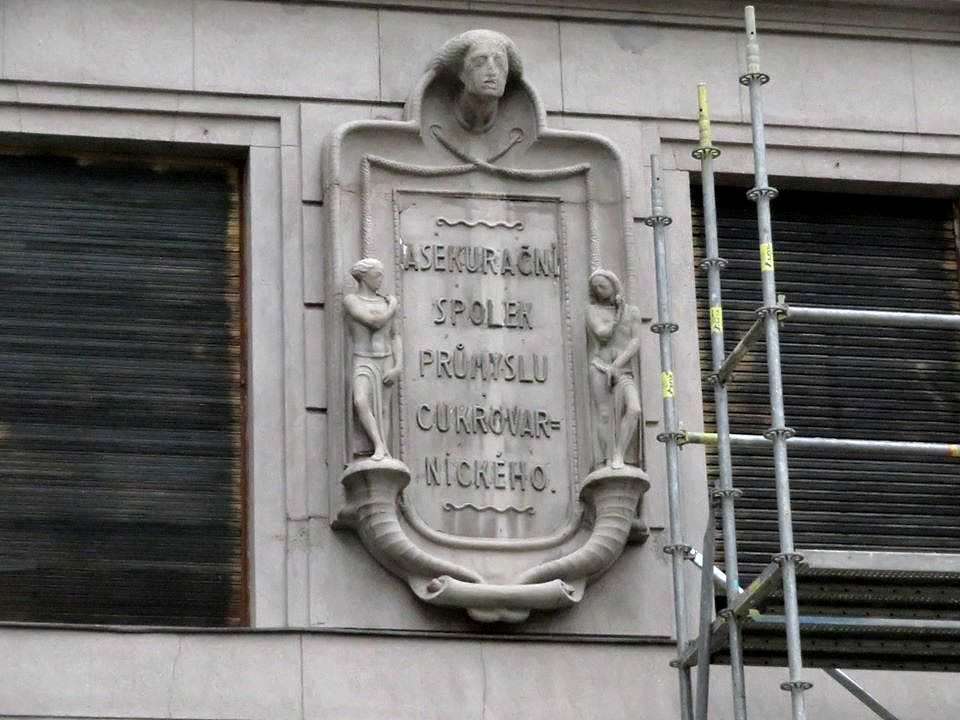 ASEKURAČNÍ
SPOLEK
PRŮMYSLU
CUKROVAR=
NICKÉHO.